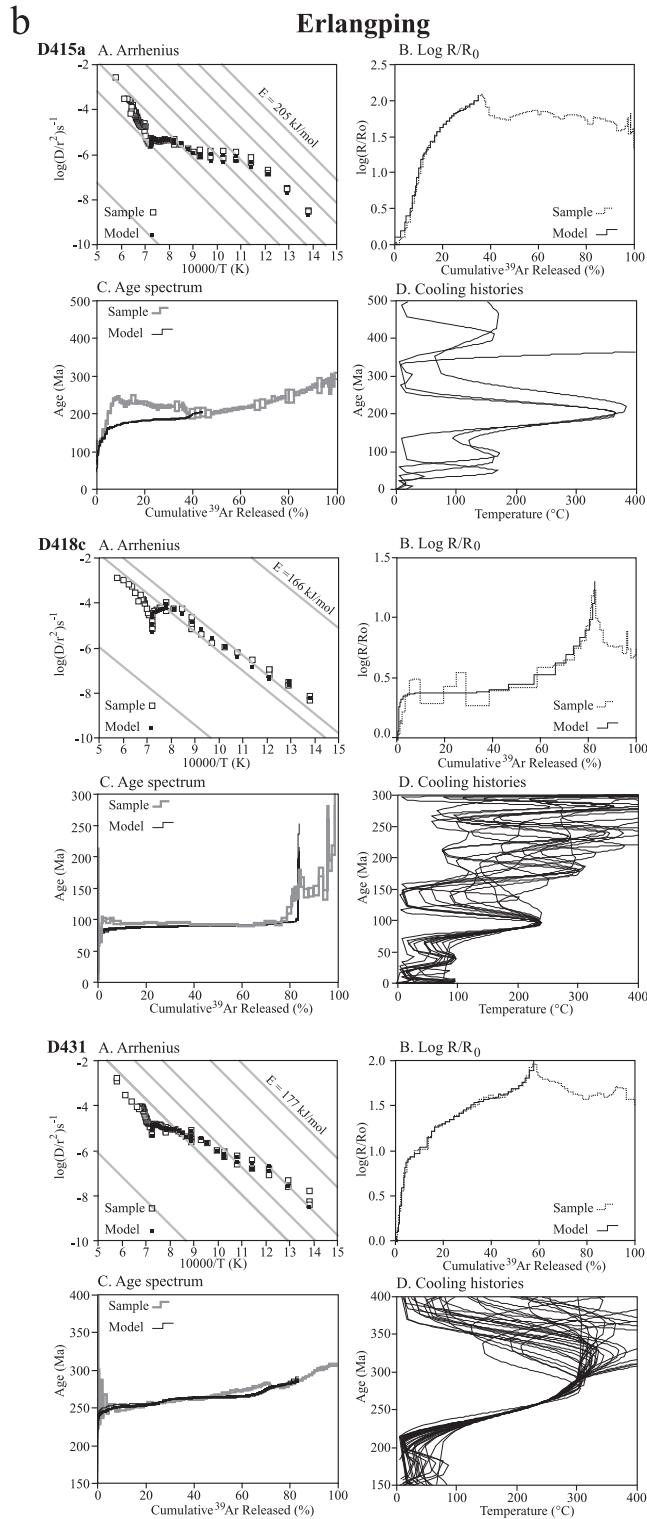 b
Erlangping
D415a A. Arrhenius
-2
-4
-6
-8
-10
log(D/r²)s⁻¹
E = 205 kJ/mol
Sample
Model
5 6 7 8 9 10 11 12 13 14 15
10000/T (K)
B. Log R/R₀
2.5
2.0
1.5
1.0
0.5
0.0
log(R/Ro)
Sample
Model
0 20 40 60 80 100
Cumulative ³⁹Ar Released (%)
C. Age spectrum
500
400
300
200
100
0
Age (Ma)
Sample
Model
0 20 40 60 80 100
Cumulative ³⁹Ar Released (%)
D. Cooling histories
500
400
300
200
100
0
Age (Ma)
0 100 200 300 400
Temperature (°C)
D418c A. Arrhenius
-2
-4
-6
-8
-10
log(D/r²)s⁻¹
E =166 kJ/mol
Sample
Model
5 6 7 8 9 10 11 12 13 14 15
10000/T (K)
B. Log R/R₀
1.5
1.0
0.5
0.0
log(R/Ro)
Sample
Model
0 20 40 60 80 100
Cumulative ³⁹Ar Released (%)
C. Age spectrum
300
250
200
150
100
50
0
Age (Ma)
Sample
Model
0 20 40 60 80 100
Cumulative ³⁹Ar Released (%)
D. Cooling histories
300
250
200
150
100
50
0
Age (Ma)
0 100 200 300 400
Temperature (°C)
D431 A. Arrhenius
-2
-4
-6
-8
-10
log(D/r²)s⁻¹
E = 177 kJ/mol
Sample
Model
5 6 7 8 9 10 11 12 13 14 15
10000/T (K)
B. Log R/R₀
2.0
1.5
1.0
0.5
0.0
log(R/Ro)
Sample
Model
0 20 40 60 80 100
Cumulative ³⁹Ar Released (%)
C. Age spectrum
400
350
300
250
200
150
Age (Ma)
Sample
Model
0 20 40 60 80 100
Cumulative ³⁹Ar Released (%)
D. Cooling histories
400
350
300
250
200
150
Age (Ma)
0 100 200 300 400
Temperature (°C)